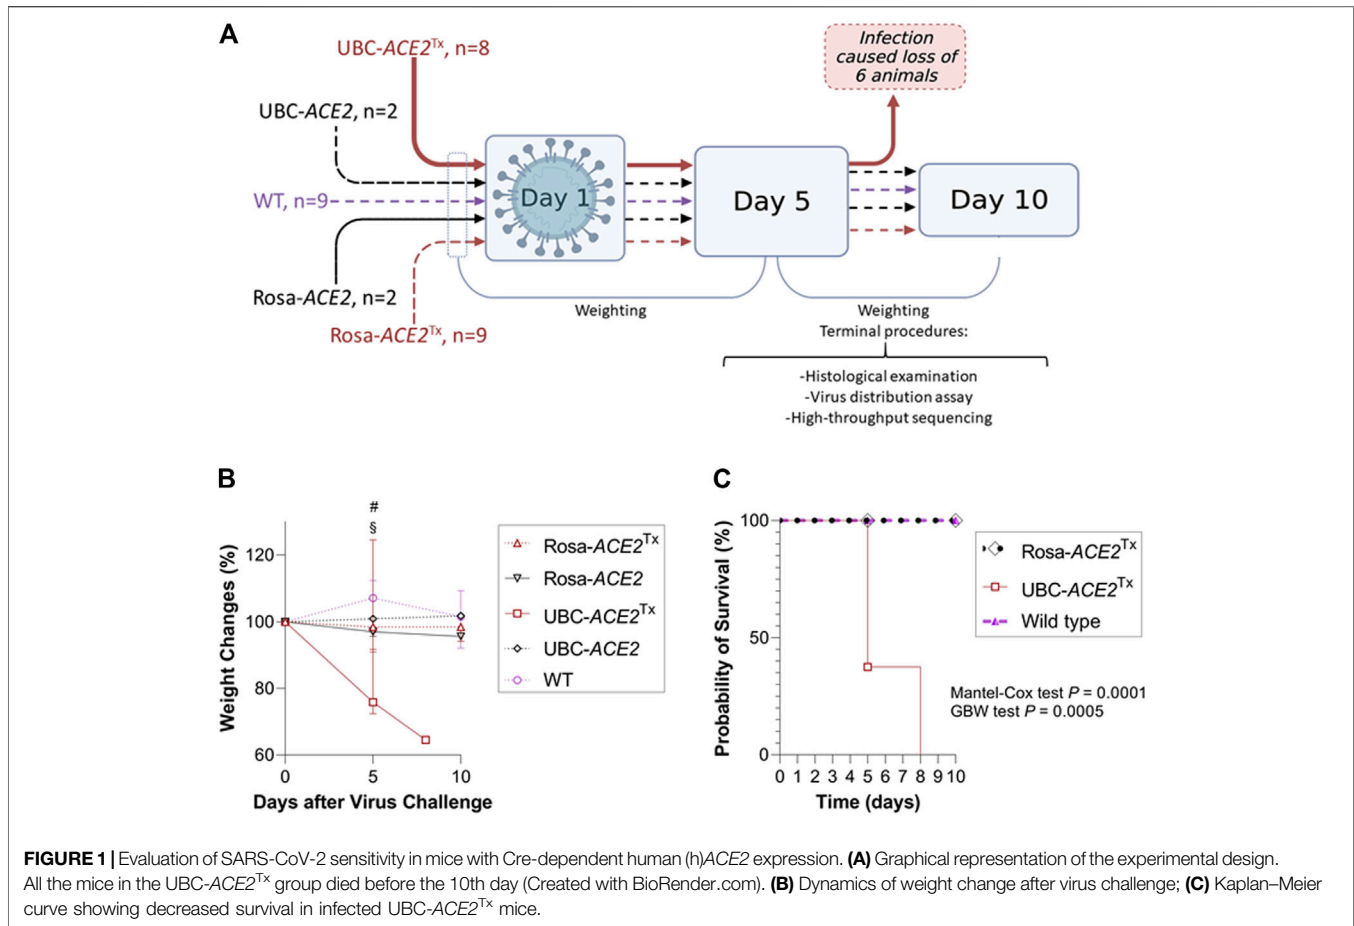 A
UBC-ACE2Tx, n=8
UBC-ACE2, n=2
WT, n=9
Rosa-ACE2, n=2
Rosa-ACE2Tx, n=9
Day 1
Day 5
Day 10
Infection
caused loss of
6 animals
Weighting
Weighting
Terminal procedures:
-Histological examination
-Virus distribution assay
-High-throughput sequencing
B
#
§
120
100
80
60
0
5
10
Weight Changes (%)
Days after Virus Challenge
Rosa-ACE2Tx
Rosa-ACE2
UBC-ACE2Tx
UBC-ACE2
WT
C
100
50
0
0 1 2 3 4 5 6 7 8 9 10
Probability of Survival (%)
Time (days)
Rosa-ACE2Tx
UBC-ACE2Tx
Wild type
Mantel-Cox test P = 0.0001
GBW test P = 0.0005
FIGURE 1 | Evaluation of SARS-CoV-2 sensitivity in mice with Cre-dependent human (h)ACE2 expression. (A) Graphical representation of the experimental design.
All the mice in the UBC-ACE2Tx group died before the 10th day (Created with BioRender.com). (B) Dynamics of weight change after virus challenge; (C) Kaplan–Meier
curve showing decreased survival in infected UBC-ACE2Tx mice.